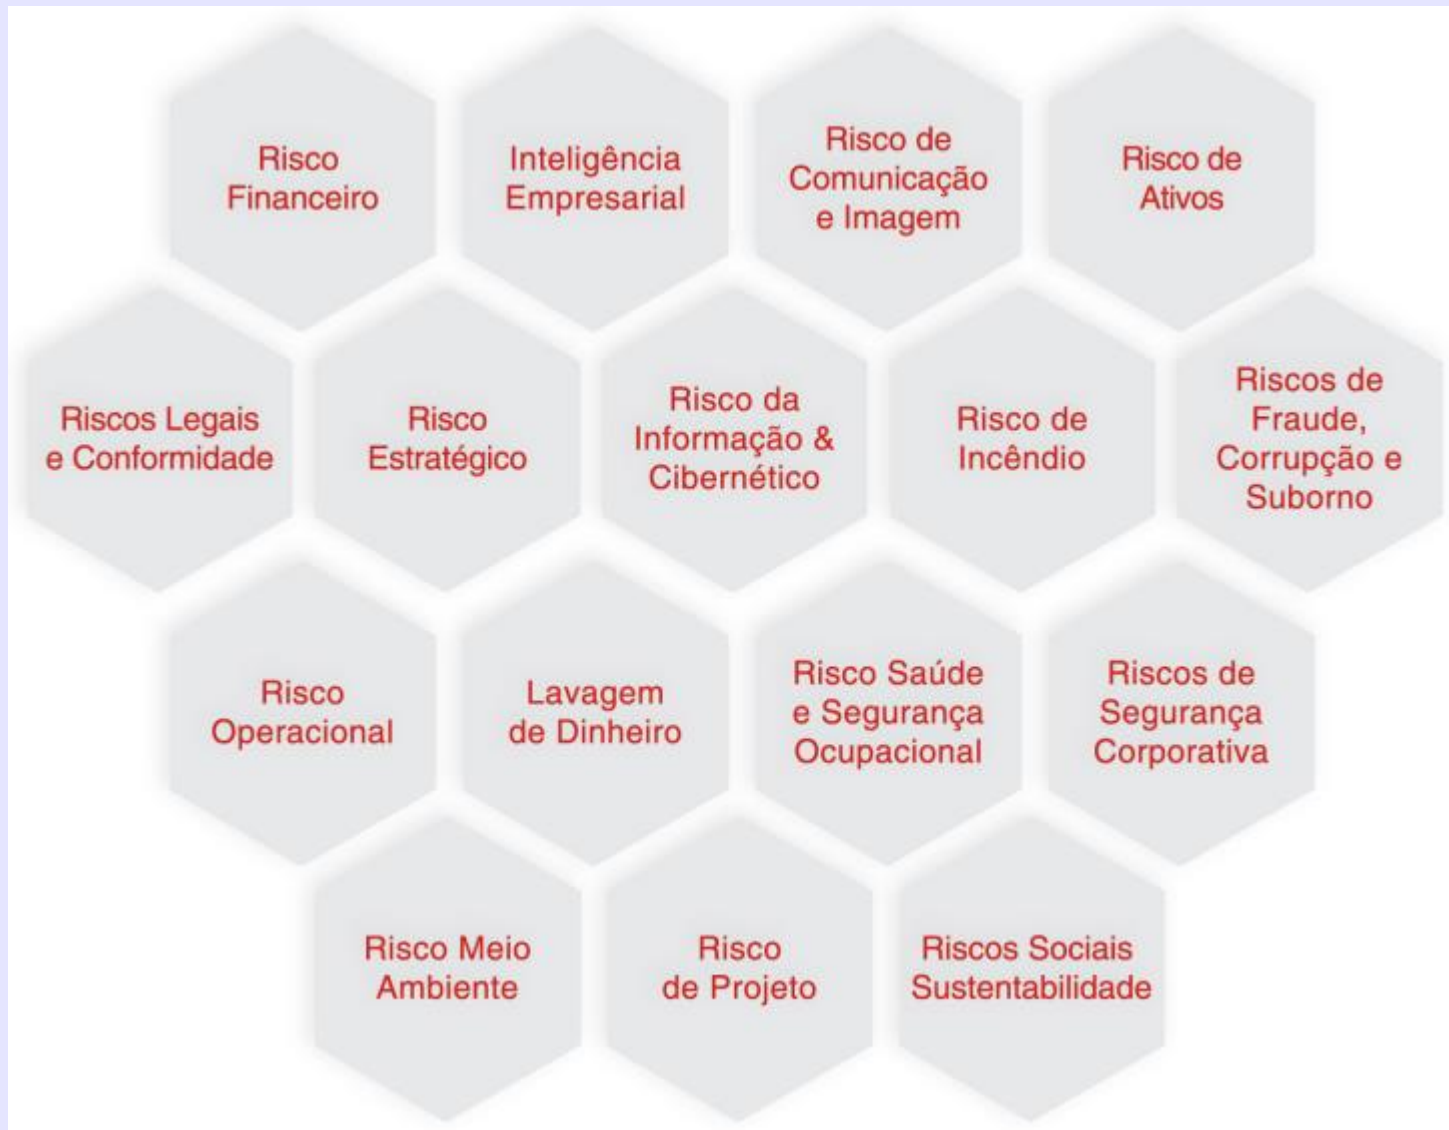 Risco
Financeiro
Inteligência
Empresarial
Risco de
Comunicação
e Imagem
Risco de
Ativos
Riscos Legais
e Conformidade
Risco
Estratégico
Risco da
Informação &
Cibernético
Risco de
Incêndio
Riscos de
Fraude,
Corrupção e
Suborno
Risco
Operacional
Lavagem
de Dinheiro
Risco Saúde
e Segurança
Ocupacional
Riscos de
Segurança
Corporativa
Risco Meio
Ambiente
Risco
de Projeto
Riscos Sociais
Sustentabilidade